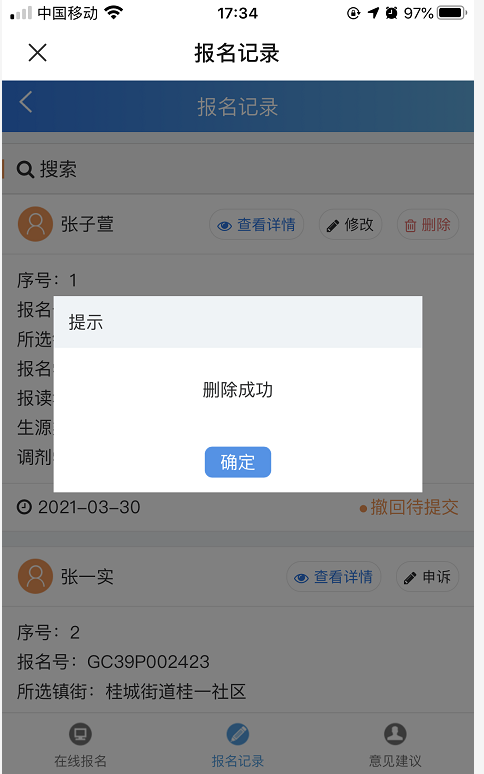 中国移动 17:34 97%
报名记录
报名记录
搜索
张子萱 查看详情 修改 删除
序号：1
报名
所选
提示
报名
报读
删除成功
生源
调剂
确定
2021-03-30 撤回待提交
张一实 查看详情 申诉
序号：2
报名号：GC39P002423
所选镇街：桂城街道桂一社区
在线报名 报名记录 意见建议